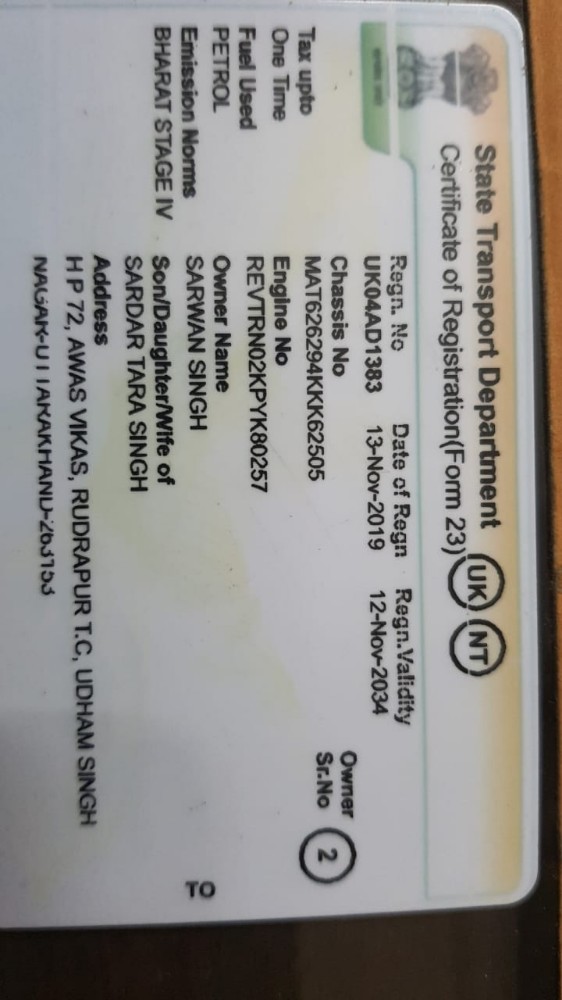 State Transport Department
Certificate of Registration(Form 23)
UK NT
Regn. No Date of Regn Regn.Validity
UK04AD1383 13-Nov-2019 12-Nov-2034
Chassis No
MAT626294KKK62505
Owner
Sr.No 2
Tax upto
One Time
Engine No
REVTRN02KPYK80257
Fuel Used
PETROL
Owner Name
SARWAN SINGH
Emission Norms
BHARAT STAGE IV
Son/Daughter/Wife of
SARDAR TARA SINGH
Address
H P 72, AWAS VIKAS, RUDRAPUR T.C, UDHAM SINGH
NAGAR-UTTARAKHAND-263153